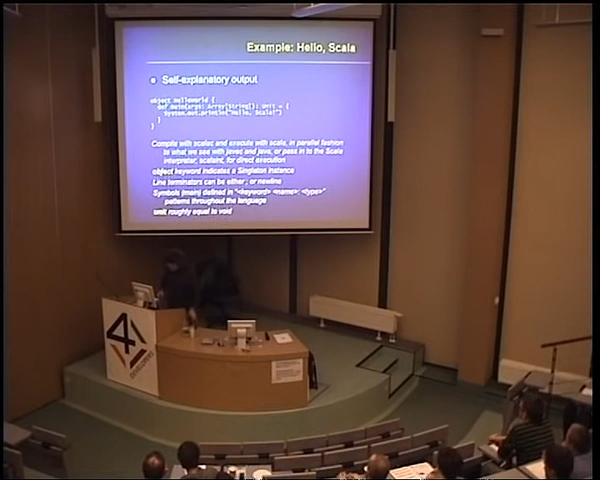 Example: Hello, Scala
Self-explanatory output
object HelloWorld {
def main(args: Array[String]): Unit = {
System.out.println("Hello, Scala!")
}
}
Compile with scalac and execute with scala, in parallel fashion
to what we see with javac and java, or pass in to the Scala
interpreter, scalaint, for direct execution
object keyword indicates a Singleton instance
Line terminators can be either ; or newline
Symbols (main) defined in "<keyword> <name>: <type>"
patterns throughout the language
unit roughly equal to void
4